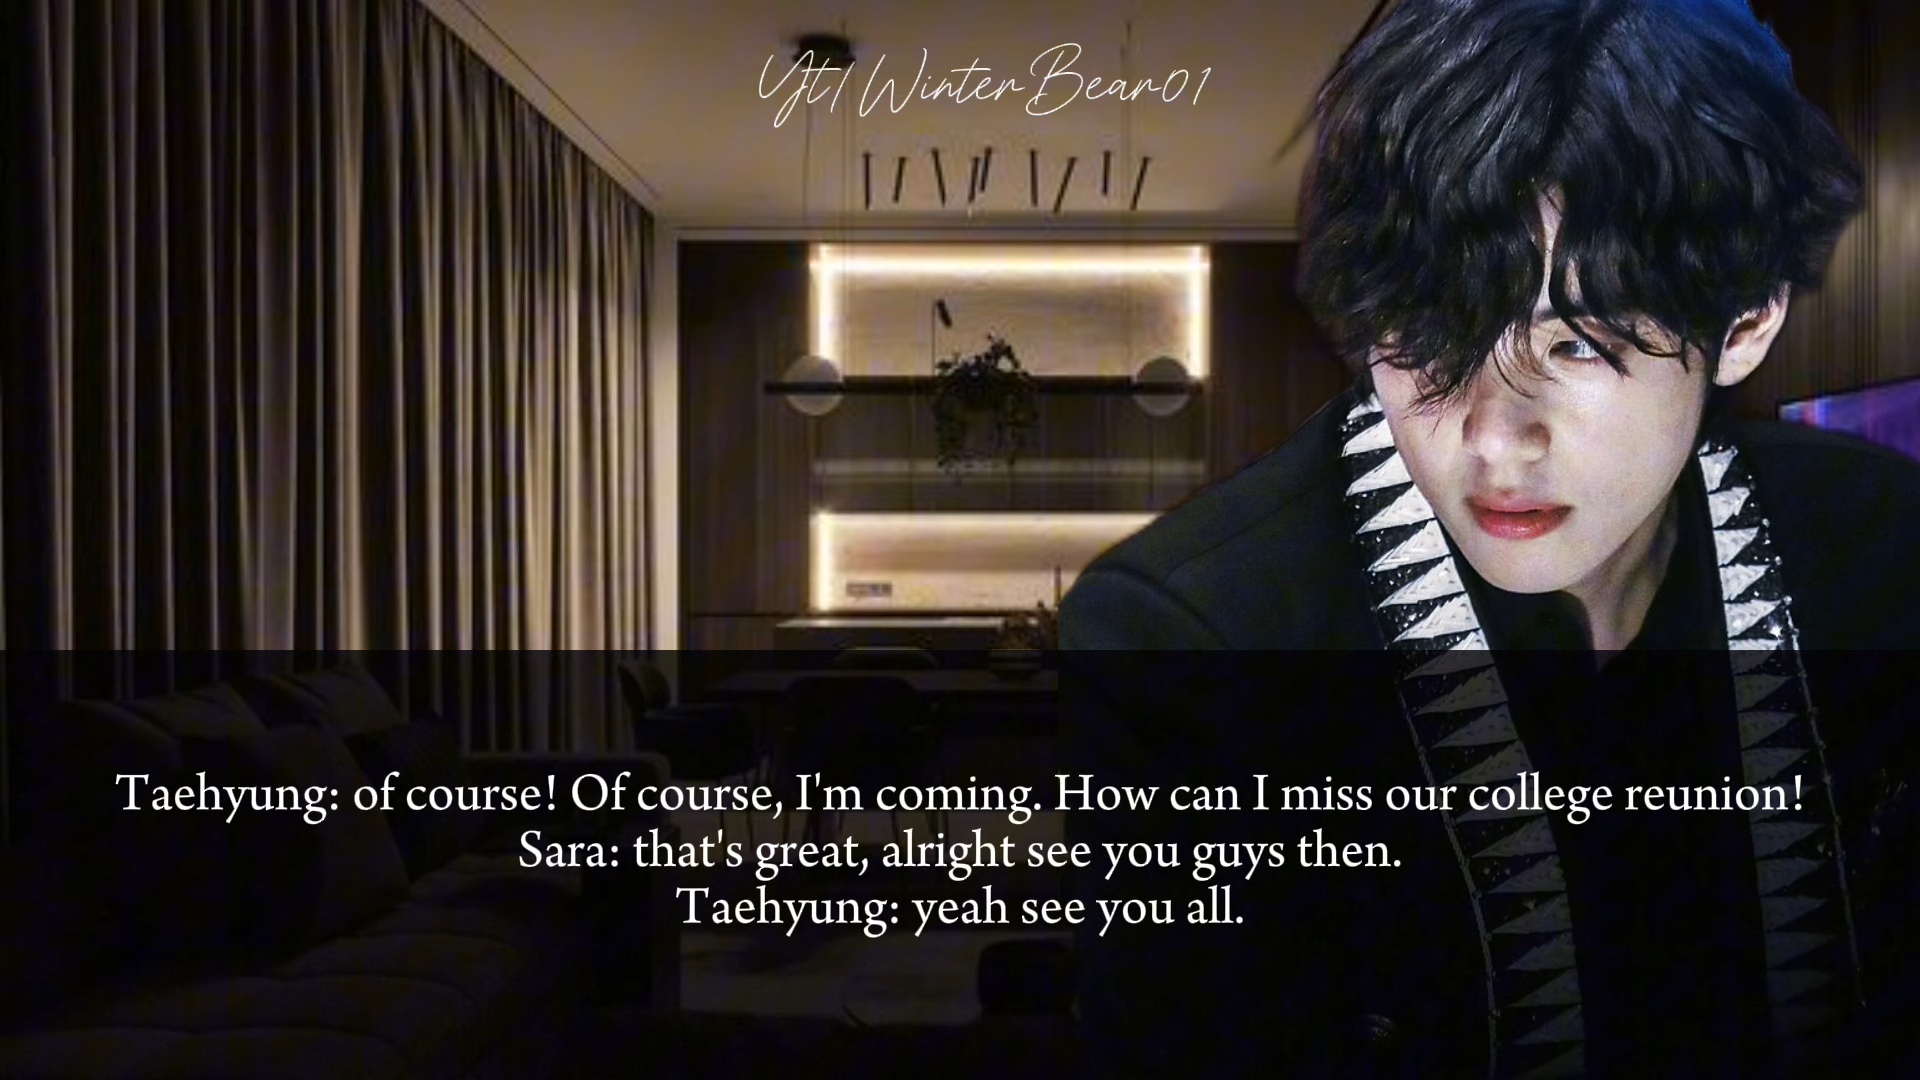 Yt/WinterBear01
Taehyung: of course! Of course, I'm coming. How can I miss our college reunion!
Sara: that's great, alright see you guys then.
Taehyung: yeah see you all.